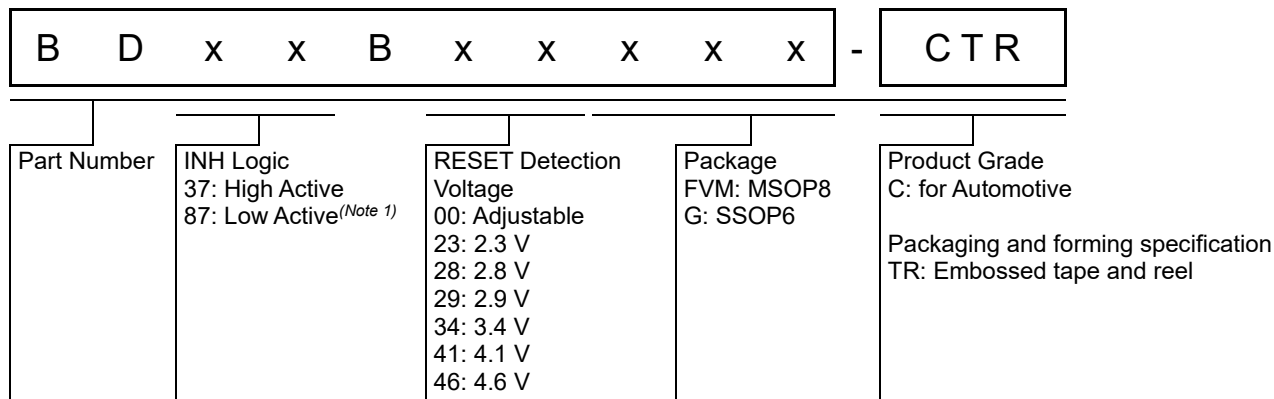 B D x x B x x x x x - C T R
Part Number
INH Logic
37: High Active
87: Low Active(Note 1)
RESET Detection
Voltage
00: Adjustable
23: 2.3 V
28: 2.8 V
29: 2.9 V
34: 3.4 V
41: 4.1 V
46: 4.6 V
Package
FVM: MSOP8
G: SSOP6
Product Grade
C: for Automotive
Packaging and forming specification
TR: Embossed tape and reel